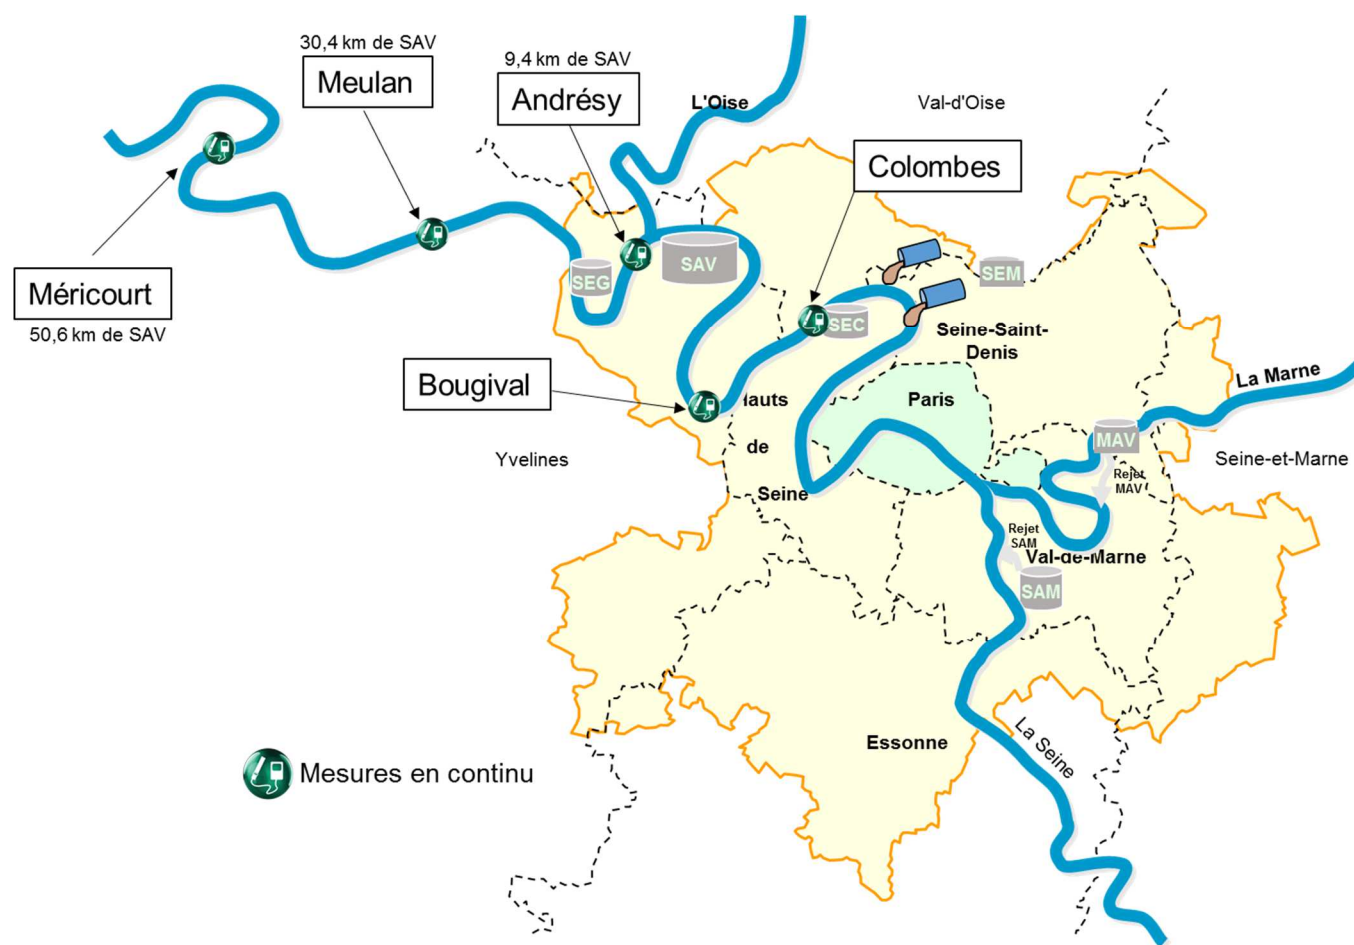 30,4 km de SAV
Meulan
9,4 km de SAV
Andrésy
L'Oise
Val-d'Oise
Colombes
Méricourt
50,6 km de SAV
SEG
SAV
SEM
SEC
Seine-Saint-
Denis
Bougival
La Marne
Hauts
de
Seine
Paris
MAV
Rejet
MAV
Yvelines
Seine-et-Marne
Rejet
SAM
Val-de-Marne
SAM
La Seine
Essonne
Mesures en continu